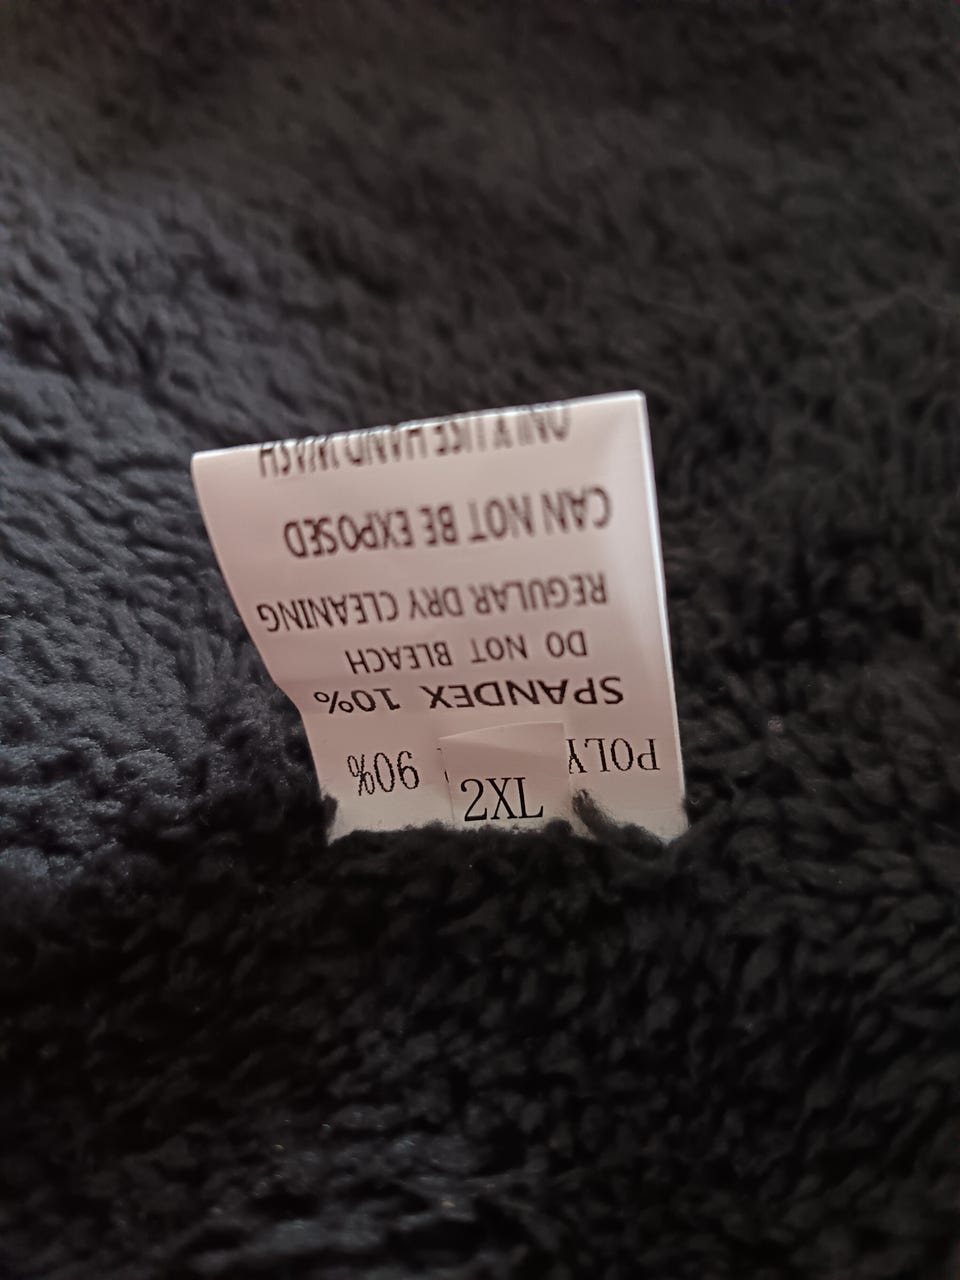 2XL
POLY 90%
SPANDEX 10%
DO NOT BLEACH
REGULAR DRY CLEANING
CAN NOT BE EXPOSED
ONLY USE HAND WASH